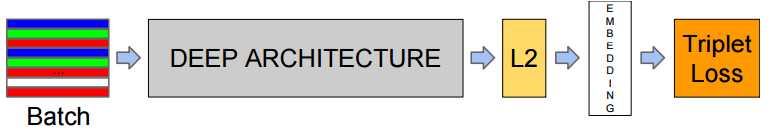 ...
Batch
DEEP ARCHITECTURE
L2
EMBEDDING
Triplet
Loss